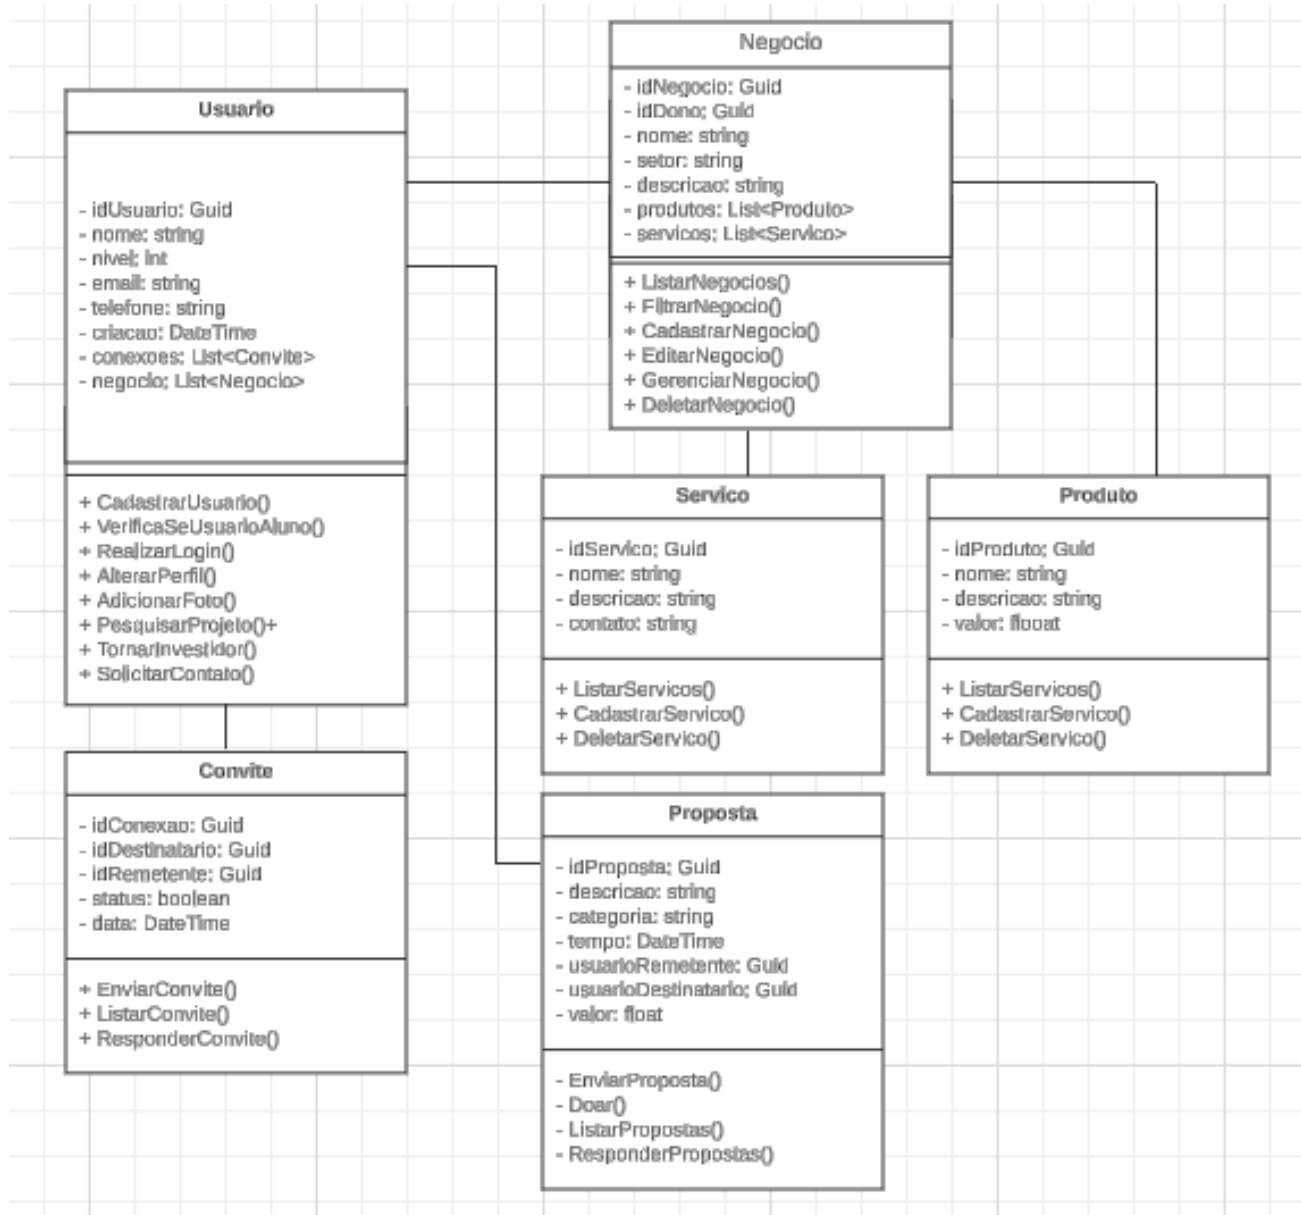 Usuario
- idUsuario: Guid
- nome: string
- nivel: int
- email: string
- telefone: string
- criacao: DateTime
- conexoes: List<Convite>
- negocio: List<Negocio>
+ CadastrarUsuario()
+ VerificaSeUsuarioAluno()
+ RealizarLogin()
+ AlterarPerfil()
+ AdicionarFoto()
+ PesquisarProjeto()+
+ TornarInvestidor()
+ SolicitarContato()
Negocio
- idNegocio: Guid
- idDono: Guid
- nome: string
- setor: string
- descricao: string
- produtos: List<Produto>
- servicos: List<Servico>
+ ListarNegocios()
+ FiltrarNegocio()
+ CadastrarNegocio()
+ EditarNegocio()
+ GerenciarNegocio()
+ DeletarNegocio()
Servico
- idServico: Guid
- nome: string
- descricao: string
- contato: string
+ ListarServicos()
+ CadastrarServico()
+ DeletarServico()
Produto
- idProduto: Guid
- nome: string
- descricao: string
- valor: flooat
+ ListarServicos()
+ CadastrarServico()
+ DeletarServico()
Convite
- idConexao: Guid
- idDestinatario: Guid
- idRemetente: Guid
- status: boolean
- data: DateTime
+ EnviarConvite()
+ ListarConvite()
+ ResponderConvite()
Proposta
- idProposta: Guid
- descricao: string
- categoria: string
- tempo: DateTime
- usuarioRemetente: Guid
- usuarioDestinatario: Guid
- valor: float
- EnviarProposta()
- Doar()
- ListarPropostas()
- ResponderPropostas()